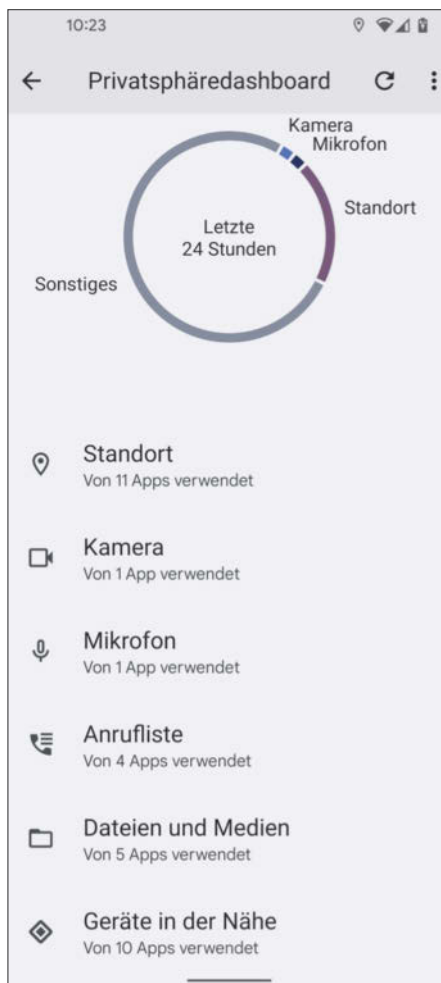 10:23
Privatsphäredashboard
Kamera
Mikrofon
Standort
Letzte
24 Stunden
Sonstiges
Standort
Von 11 Apps verwendet
Kamera
Von 1 App verwendet
Mikrofon
Von 1 App verwendet
Anrufliste
Von 4 Apps verwendet
Dateien und Medien
Von 5 Apps verwendet
Geräte in der Nähe
Von 10 Apps verwendet